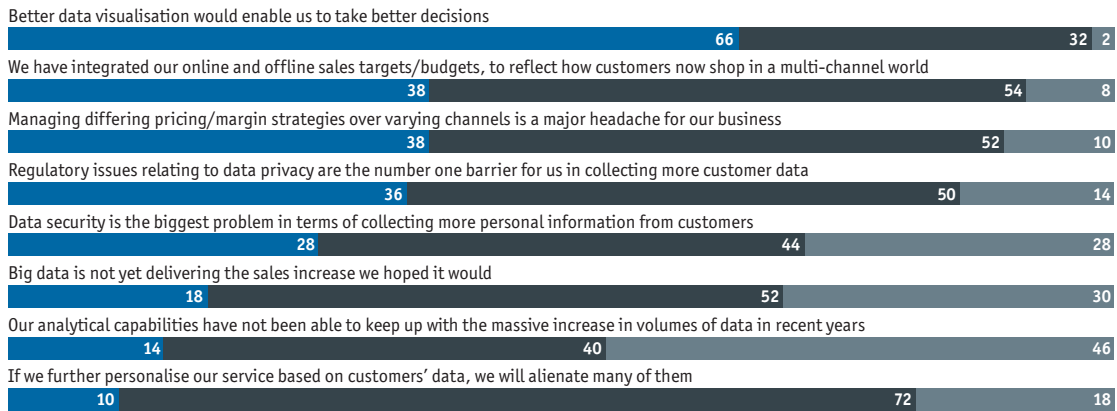 Better data visualisation would enable us to take better decisions
66 32 2
We have integrated our online and offline sales targets/budgets, to reflect how customers now shop in a multi-channel world
38 54 8
Managing differing pricing/margin strategies over varying channels is a major headache for our business
38 52 10
Regulatory issues relating to data privacy are the number one barrier for us in collecting more customer data
36 50 14
Data security is the biggest problem in terms of collecting more personal information from customers
28 44 28
Big data is not yet delivering the sales increase we hoped it would
18 52 30
Our analytical capabilities have not been able to keep up with the massive increase in volumes of data in recent years
14 40 46
If we further personalise our service based on customers’ data, we will alienate many of them
10 72 18